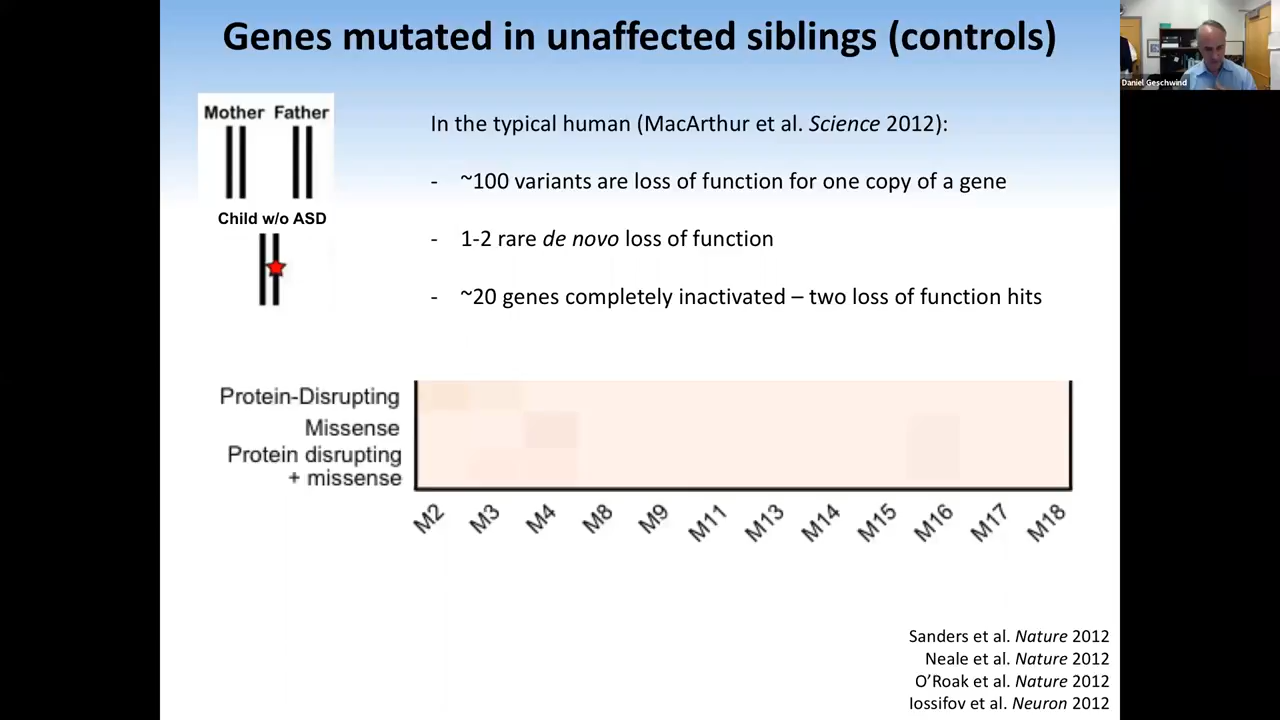 Genes mutated in unaffected siblings (controls)
Daniel Geschwind
Mother Father
Child w/o ASD
In the typical human (MacArthur et al. Science 2012):
- ~100 variants are loss of function for one copy of a gene
- 1-2 rare de novo loss of function
- ~20 genes completely inactivated – two loss of function hits
Protein-Disrupting
Missense
Protein disrupting
+ missense
M2 M3 M4 M8 M9 M11 M13 M14 M15 M16 M17 M18
Sanders et al. Nature 2012
Neale et al. Nature 2012
O’Roak et al. Nature 2012
Iossifov et al. Neuron 2012